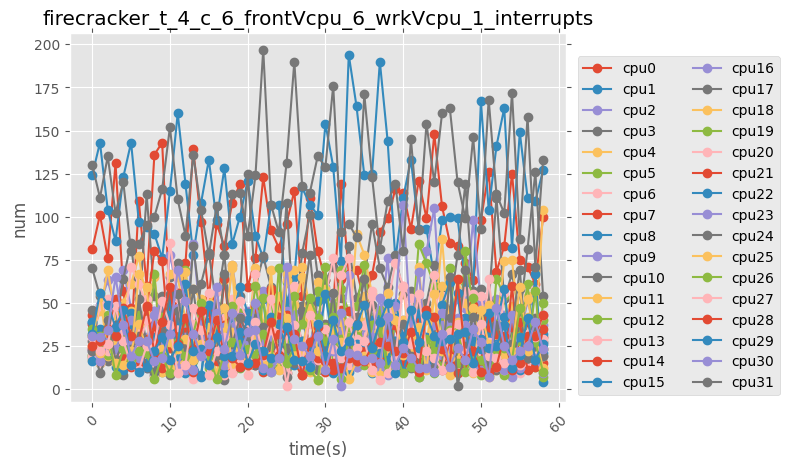 firecracker_t_4_c_6_frontVcpu_6_wrkVcpu_1_interrupts
200
175
150
125
100
75
50
25
0
num
0
10
20
30
40
50
60
time(s)
cpu0
cpu1
cpu2
cpu3
cpu4
cpu5
cpu6
cpu7
cpu8
cpu9
cpu10
cpu11
cpu12
cpu13
cpu14
cpu15
cpu16
cpu17
cpu18
cpu19
cpu20
cpu21
cpu22
cpu23
cpu24
cpu25
cpu26
cpu27
cpu28
cpu29
cpu30
cpu31